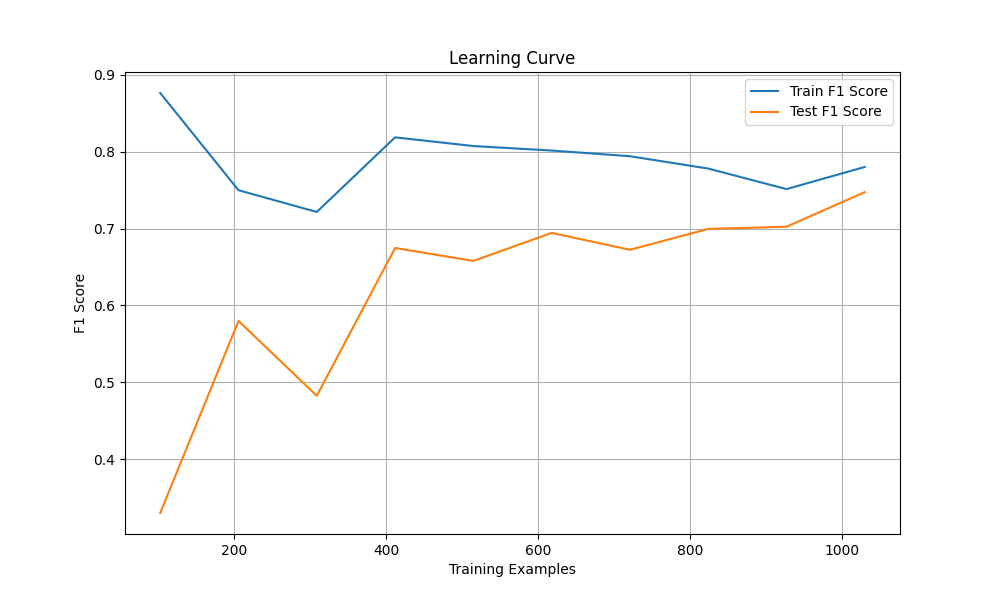 Learning Curve
Train F1 Score
Test F1 Score
F1 Score
0.9
0.8
0.7
0.6
0.5
0.4
200 400 600 800 1000
Training Examples